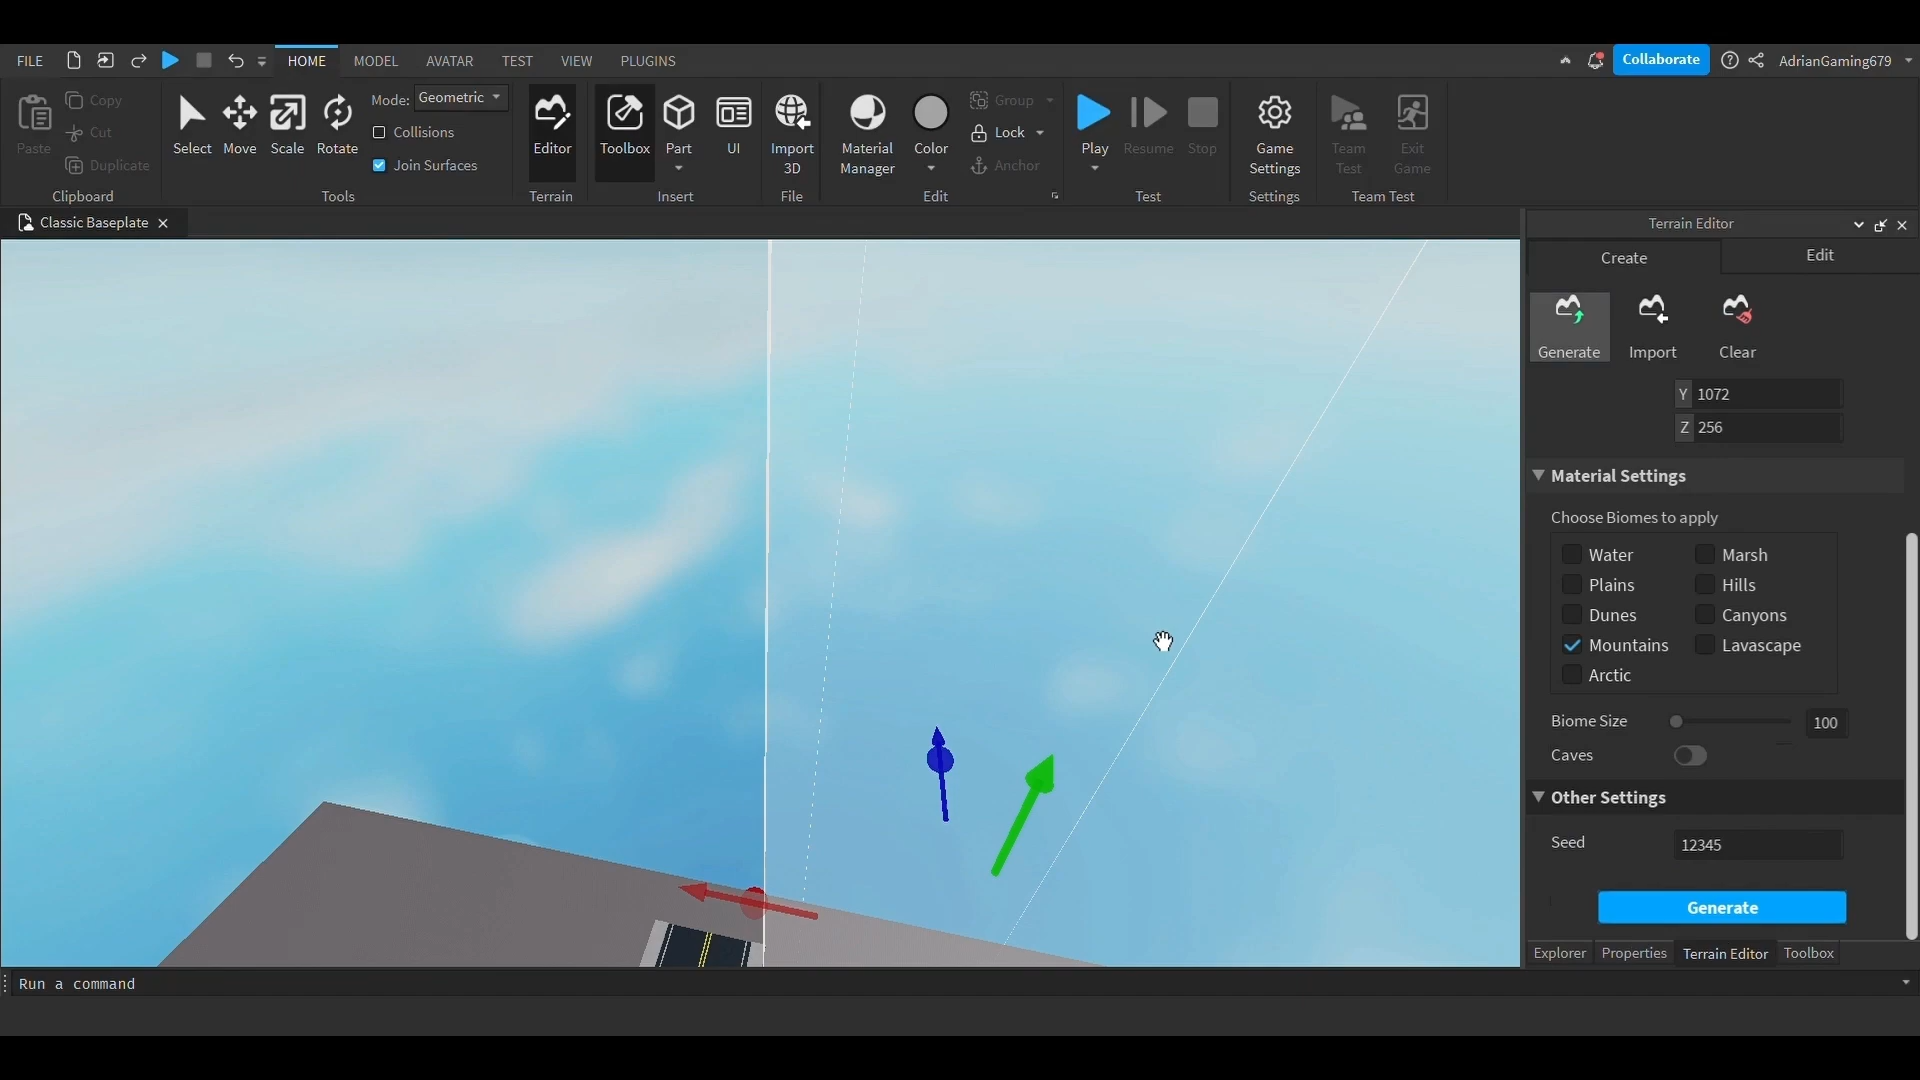 FILE HOME MODEL AVATAR TEST VIEW PLUGINS Collaborate AdrianGaming679
Paste Copy Cut Duplicate
Clipboard
Select Move Scale Rotate
Mode: Geometric
Collisions
Join Surfaces
Tools
Editor
Terrain
Toolbox Part UI
Insert
Import
3D
File
Material
Manager
Color
Group
Lock
Anchor
Edit
Play Resume Stop
Test
Game
Settings
Settings
Team
Test
Exit
Game
Team Test
Classic Baseplate
Terrain Editor
Create Edit
Generate Import Clear
Y 1072
Z 256
Material Settings
Choose Biomes to apply
Water Marsh
Plains Hills
Dunes Canyons
Mountains Lavascape
Arctic
Biome Size 100
Caves
Other Settings
Seed 12345
Generate
Explorer Properties Terrain Editor Toolbox
Run a command